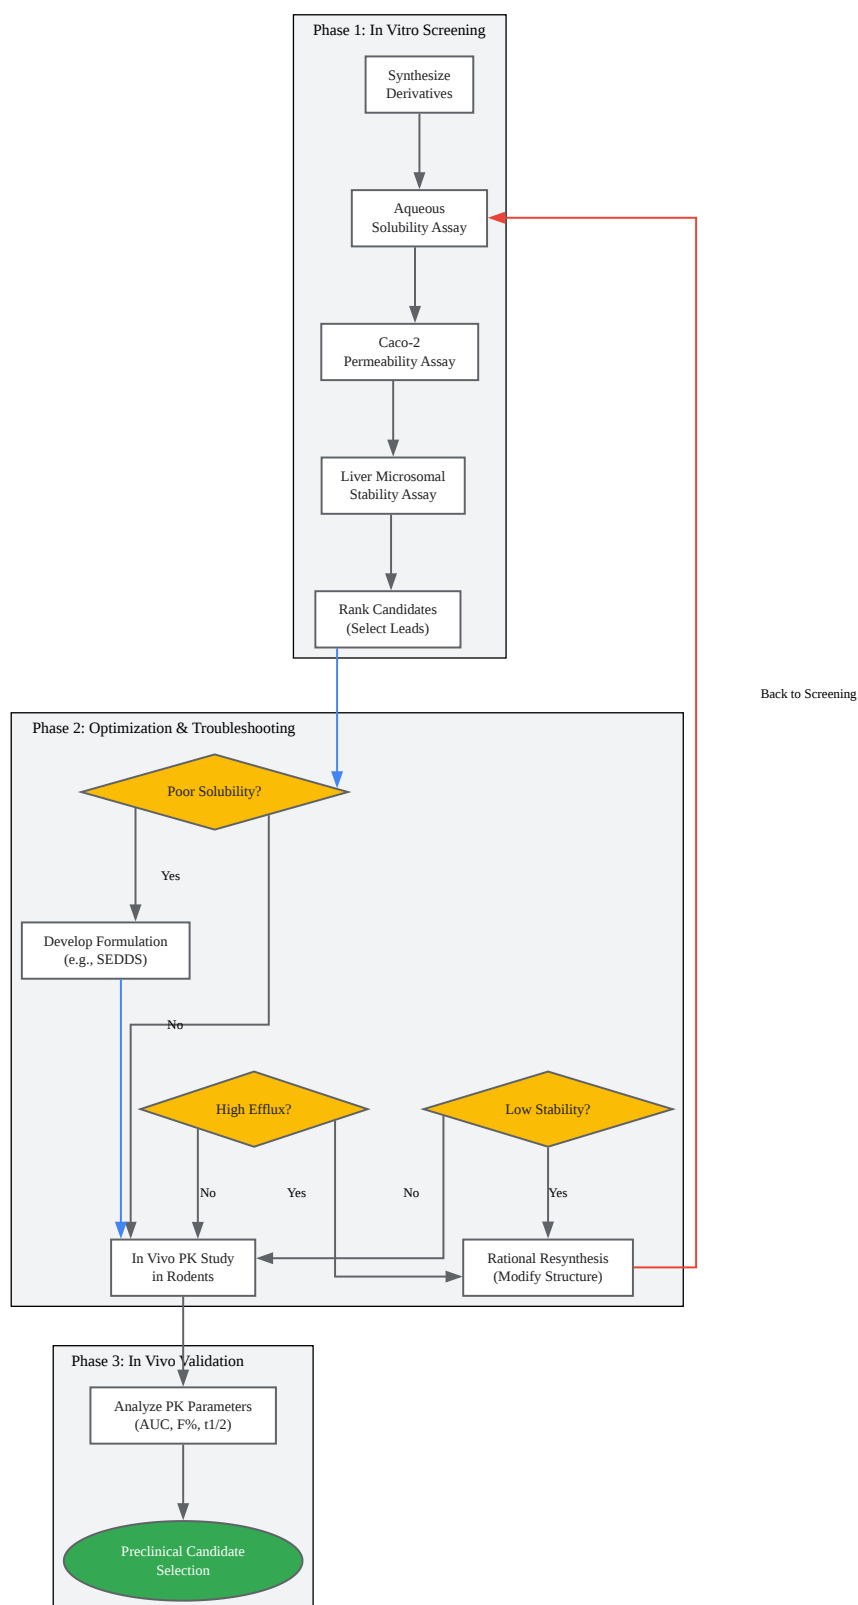 Phase 1: In Vitro Screening
Synthesize
Derivatives
Aqueous
Solubility Assay
Caco-2
Permeability Assay
Liver Microsomal
Stability Assay
Rank Candidates
(Select Leads)
Back to Screening
Phase 2: Optimization & Troubleshooting
Poor Solubility?
Yes
Develop Formulation
(e.g., SEDDS)
No
High Efflux?
Low Stability?
No
Yes
No
Yes
In Vivo PK Study
in Rodents
Rational Resynthesis
(Modify Structure)
Phase 3: In Vivo Validation
Analyze PK Parameters
(AUC, F%, t1/2)
Preclinical Candidate
Selection